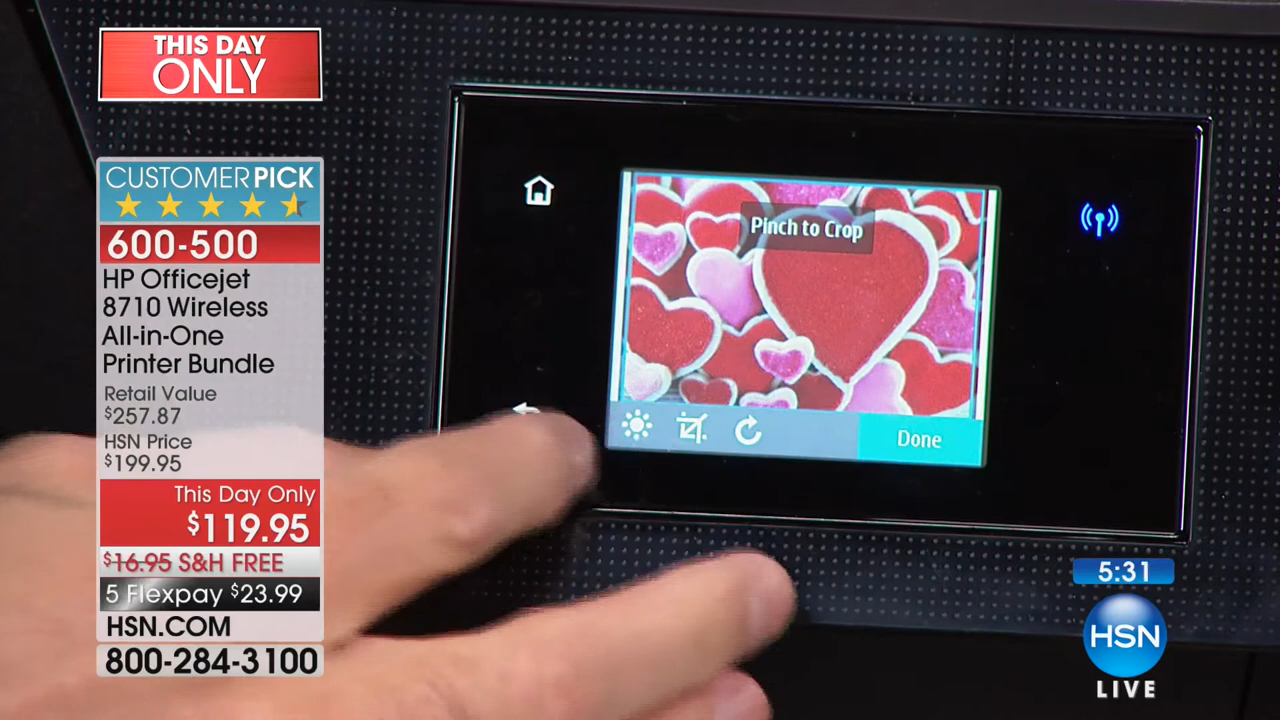 THIS DAY
ONLY
CUSTOMER PICK
600-500
HP Officejet
8710 Wireless
All-in-One
Printer Bundle
Retail Value
$257.87
HSN Price
$199.95
This Day Only
$119.95
$16.95 S&H FREE
5 Flexpay $23.99
HSN.COM
800-284-3100
Pinch to Crop
Done
5:31
HSN
LIVE